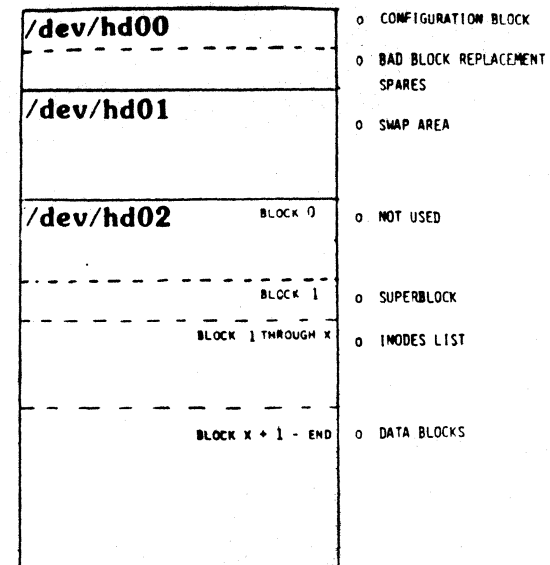 /dev/hd00
o CONFIGURATION BLOCK
o BAD BLOCK REPLACEMENT
SPARES
/dev/hd01
o SWAP AREA
/dev/hd02 BLOCK 0 o NOT USED
BLOCK 1 o SUPERBLOCK
BLOCK 1 THROUGH X o INODES LIST
BLOCK X + 1 - END o DATA BLOCKS